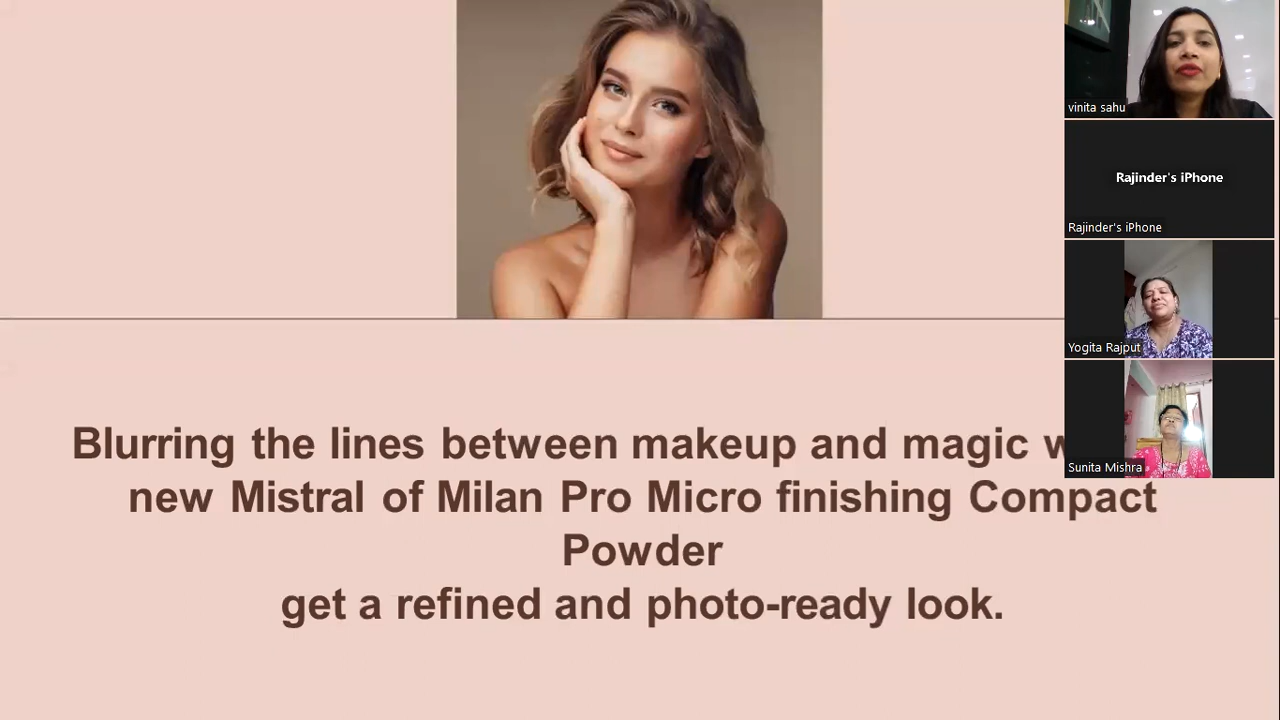 Blurring the lines between makeup and magic
new Mistral of Milan Pro Micro finishing Compact
Powder
get a refined and photo-ready look.
vinita sahu
Rajinder's iPhone
Rajinder's iPhone
Yogita Rajput
Sunita Mishra